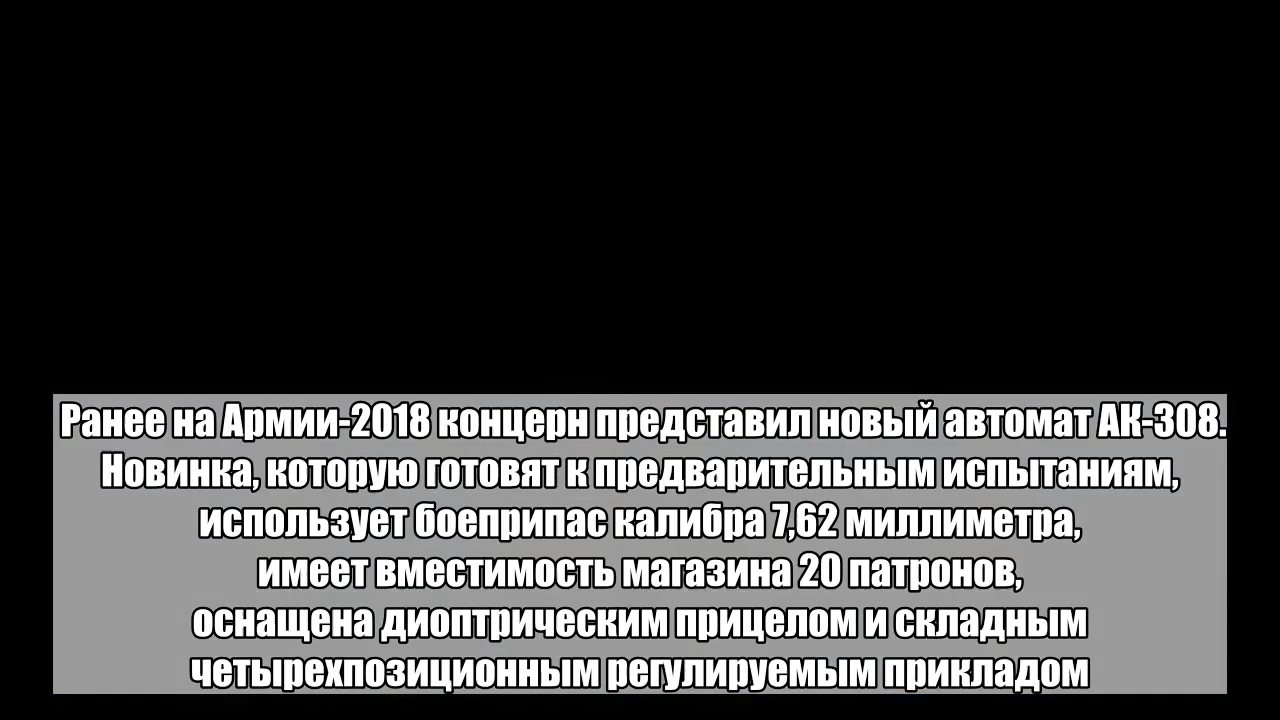 Ранее на Армии-2018 концерн представил новый автомат АК-308.
Новинка, которую готовят к предварительным испытаниям,
использует боеприпас калибра 7,62 миллиметра,
имеет вместимость магазина 20 патронов,
оснащена диоптрическим прицелом и складным
четырехпозиционным регулируемым прикладом